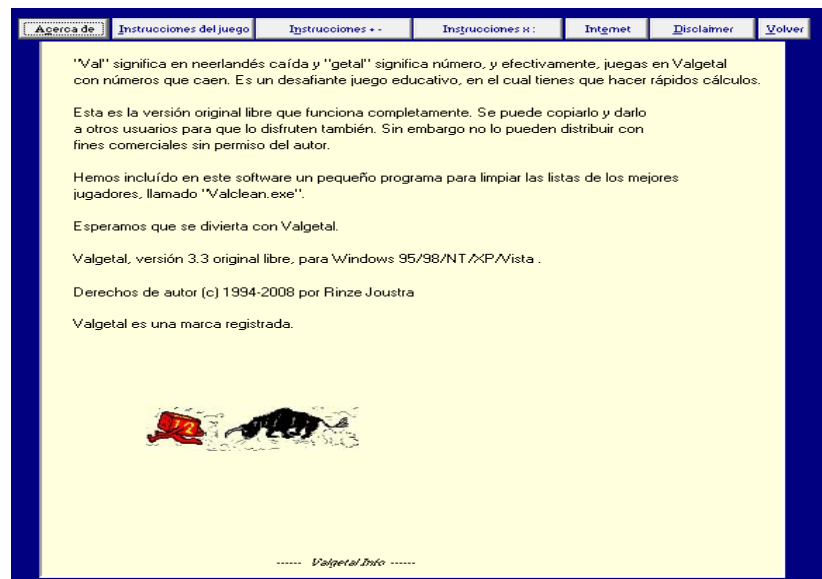 Acerca de
Instrucciones del juego
Instrucciones + -
Instrucciones x :
Internet
Disclaimer
Volver
"Val" significa en neerlandés caída y "getal" significa número, y efectivamente, juegas en Valgetal
con números que caen. Es un desafiante juego educativo, en el cual tienes que hacer rápidos cálculos.
Esta es la versión original libre que funciona completamente. Se puede copiarlo y darlo
a otros usuarios para que lo disfruten también. Sin embargo no lo pueden distribuir con
fines comerciales sin permiso del autor.
Hemos incluído en este software un pequeño programa para limpiar las listas de los mejores
jugadores, llamado "Valclean.exe".
Esperamos que se divierta con Valgetal.
Valgetal, versión 3.3 original libre, para Windows 95/98/NT/XP/Vista .
Derechos de autor (c) 1994-2008 por Rinze Joustra
Valgetal es una marca registrada.
12
------ Valgetal Info ------